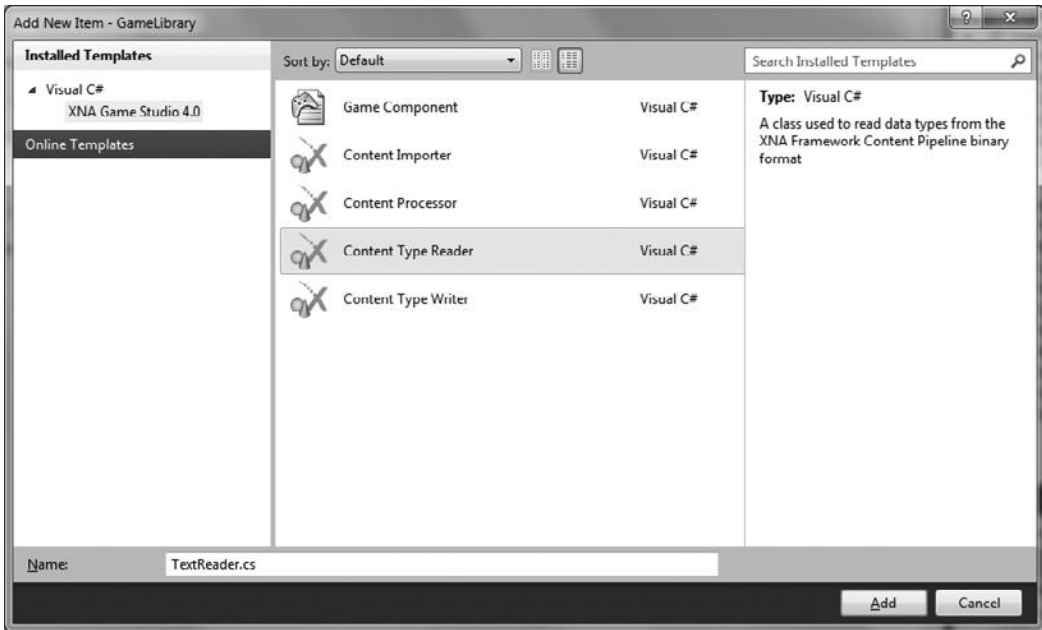 Add New Item - GameLibrary
Installed Templates
Visual C#
XNA Game Studio 4.0
Online Templates
Sort by: Default
Game Component Visual C#
Content Importer Visual C#
Content Processor Visual C#
Content Type Reader Visual C#
Content Type Writer Visual C#
Search Installed Templates
Type: Visual C#
A class used to read data types from the
XNA Framework Content Pipeline binary
format
Name: TextReader.cs
Add Cancel